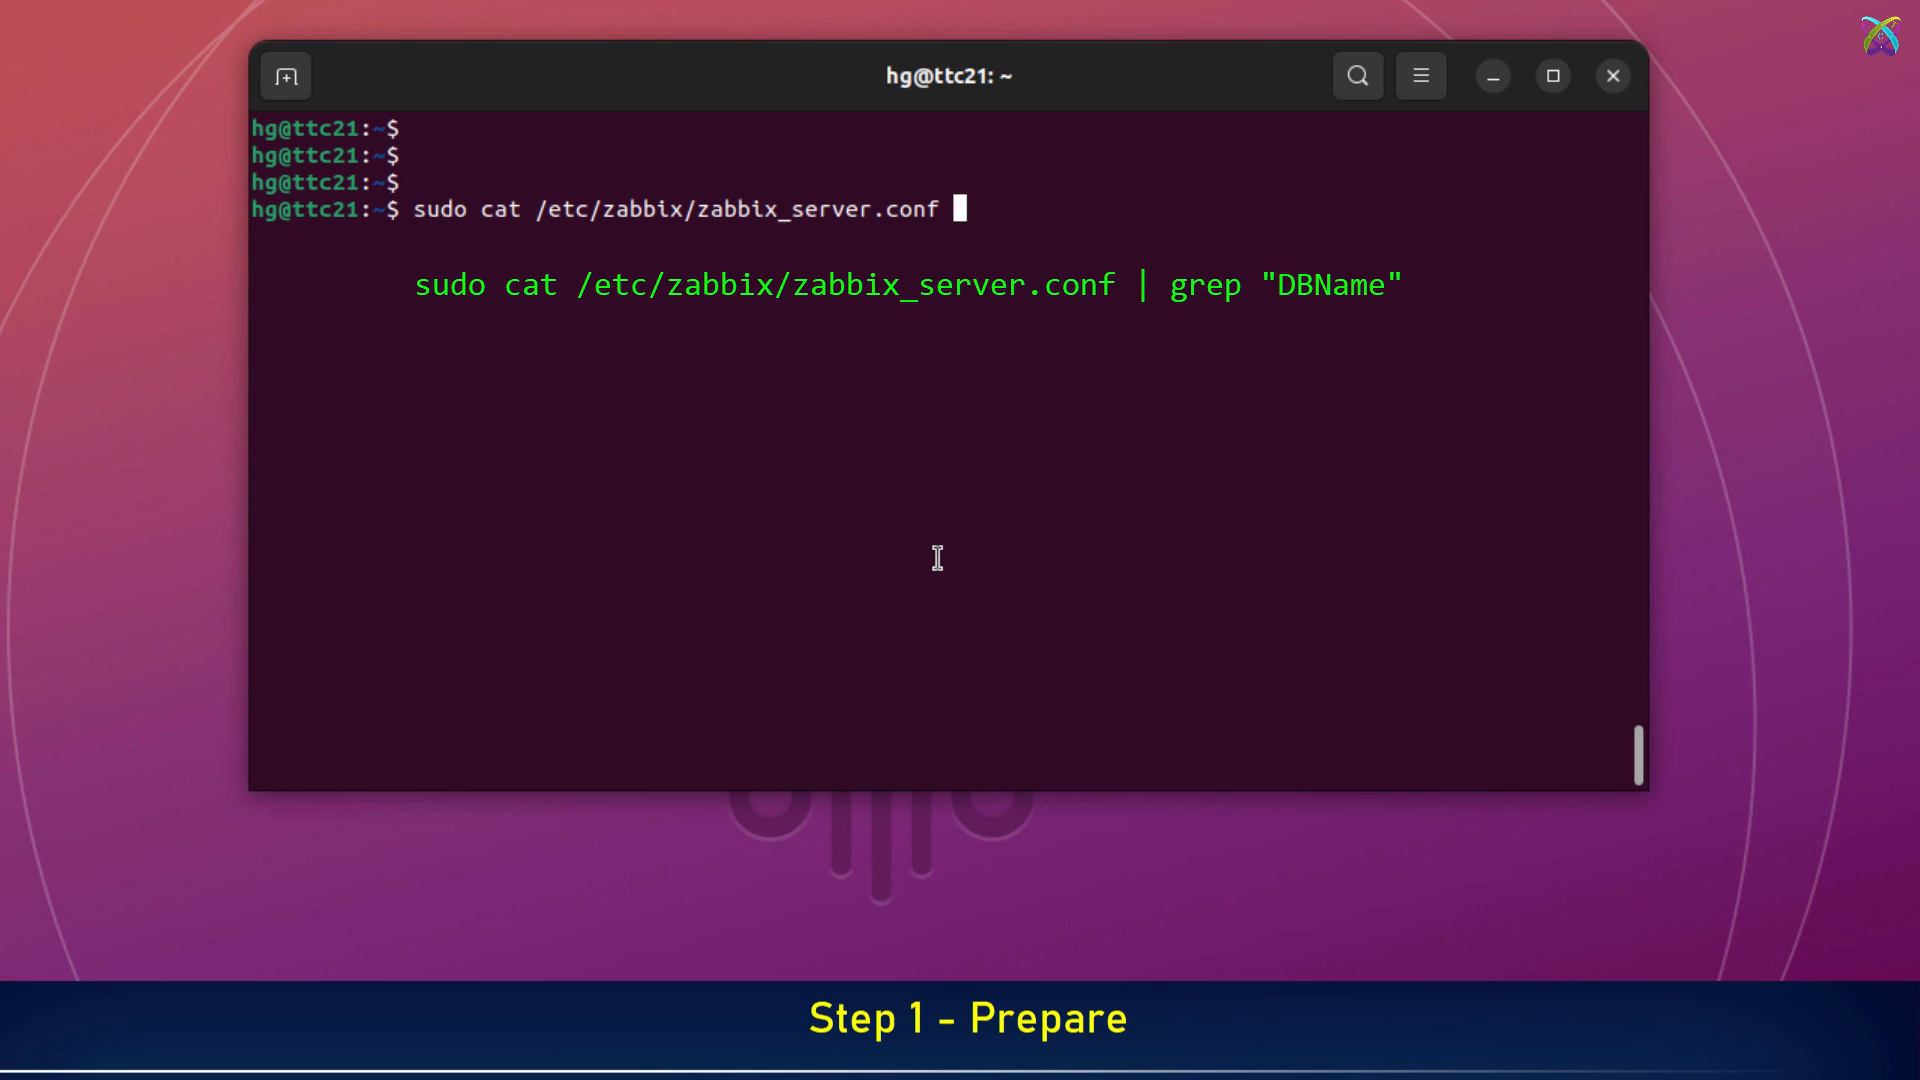 hg@ttc21: ~
hg@ttc21:~$
hg@ttc21:~$
hg@ttc21:~$
hg@ttc21:~$ sudo cat /etc/zabbix/zabbix_server.conf
sudo cat /etc/zabbix/zabbix_server.conf | grep "DBName"
Step 1 - Prepare